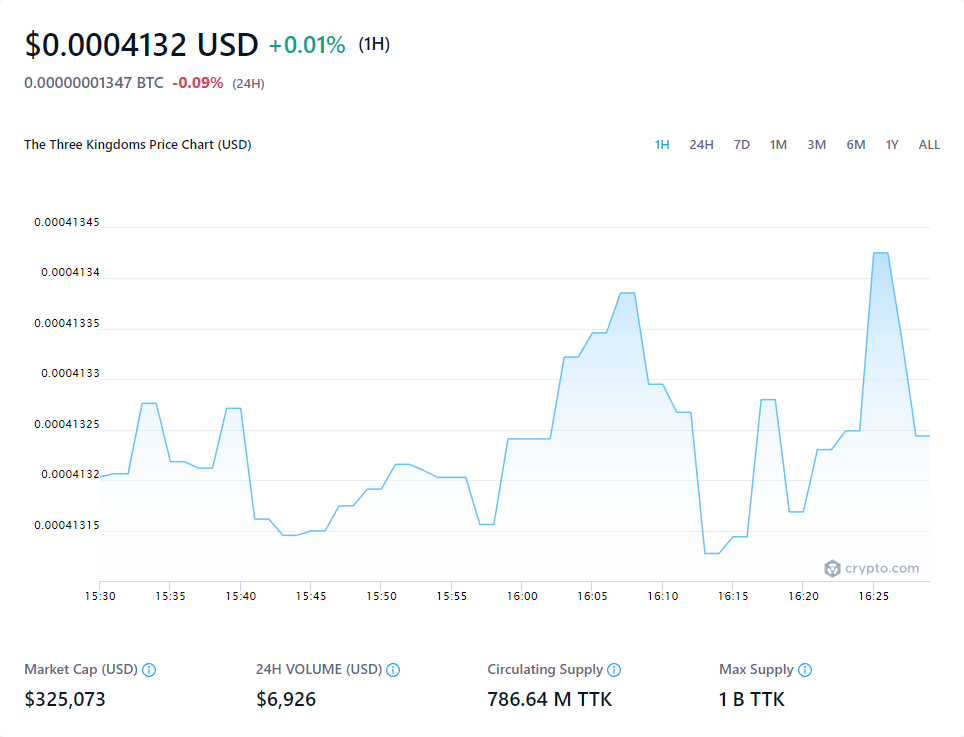 $0.0004132 USD +0.01% (1H)
0.00000001347 BTC -0.09% (24H)
The Three Kingdoms Price Chart (USD) 1H 24H 7D 1M 3M 6M 1Y ALL
0.00041345
0.0004134
0.00041335
0.0004133
0.00041325
0.0004132
0.00041315
crypto.com
15:30 15:35 15:40 15:45 15:50 15:55 16:00 16:05 16:10 16:15 16:20 16:25
Market Cap (USD) 24H VOLUME (USD) Circulating Supply Max Supply
$325,073 $6,926 786.64 M TTK 1 B TTK